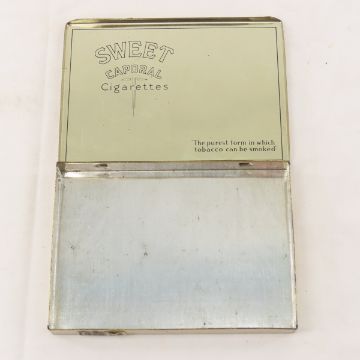 SWEET
CAPORAL
Cigarettes
The purest form in which
tobacco can be smoked